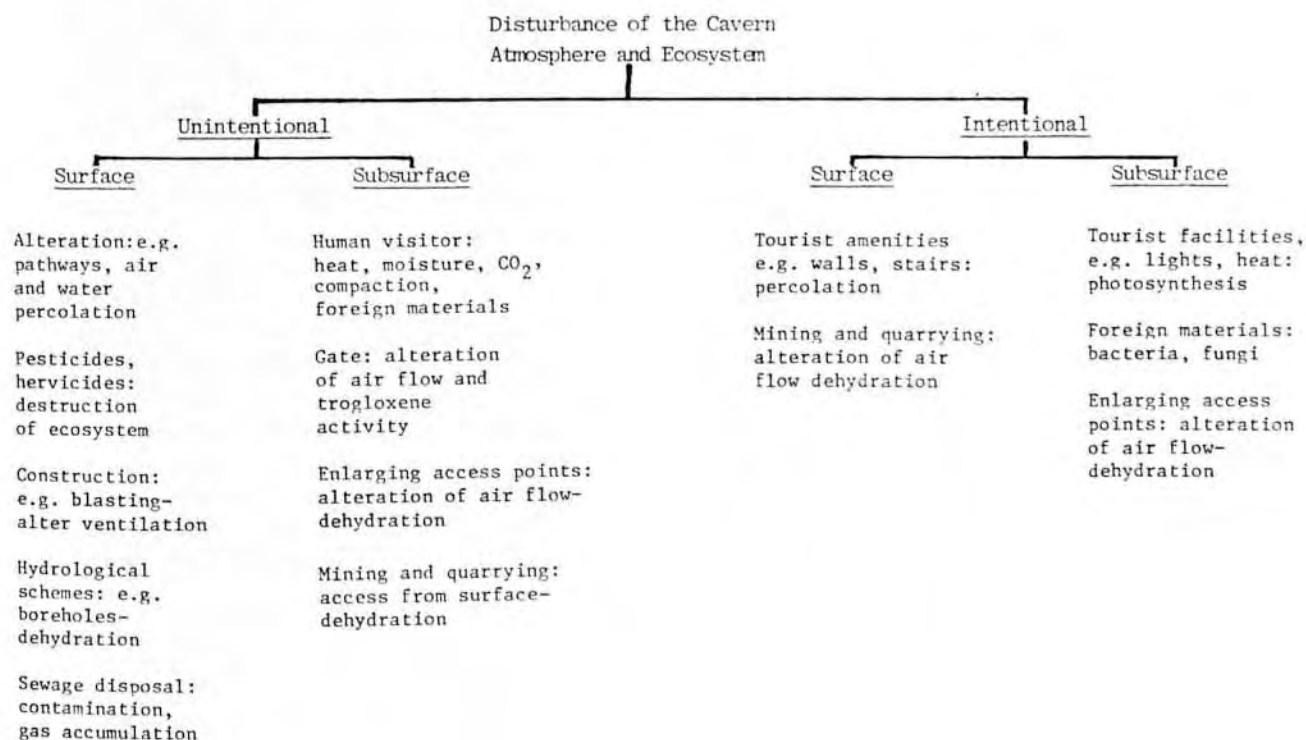 Disturbance of the Cavern
Atmosphere and Ecosystem
Unintentional
Surface
Alteration: e.g.
pathways, air
and water
percolation
Pesticides,
hervicides:
destruction
of ecosystem
Construction:
e.g. blasting-
alter ventilation
Hydrological
schemes: e.g.
boreholes-
dehydration
Sewage disposal:
contamination,
gas accumulation
Subsurface
Human visitor:
heat, moisture, CO2,
compaction,
foreign materials
Gate: alteration
of air flow and
trogloxene
activity
Enlarging access points:
alteration of air flow-
dehydration
Mining and quarrying:
access from surface-
dehydration
Intentional
Surface
Tourist amenities
e.g. walls, stairs:
percolation
Mining and quarrying:
alteration of air
flow dehydration
Subsurface
Tourist facilities,
e.g. lights, heat:
photosynthesis
Foreign materials:
bacteria, fungi
Enlarging access
points: alteration
of air flow-
dehydration